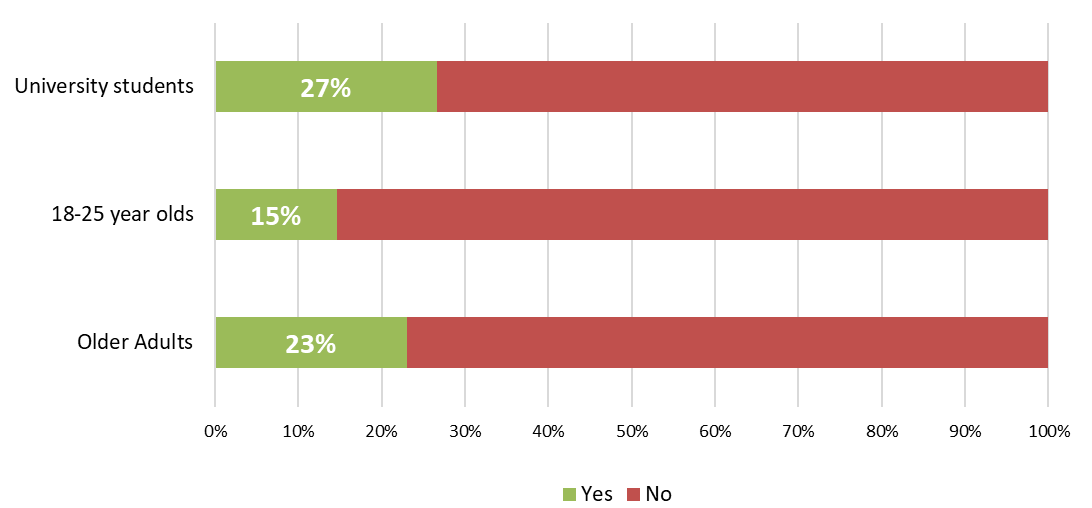 University students
27%
18-25 year olds
15%
Older Adults
23%
0% 10% 20% 30% 40% 50% 60% 70% 80% 90% 100%
Yes No